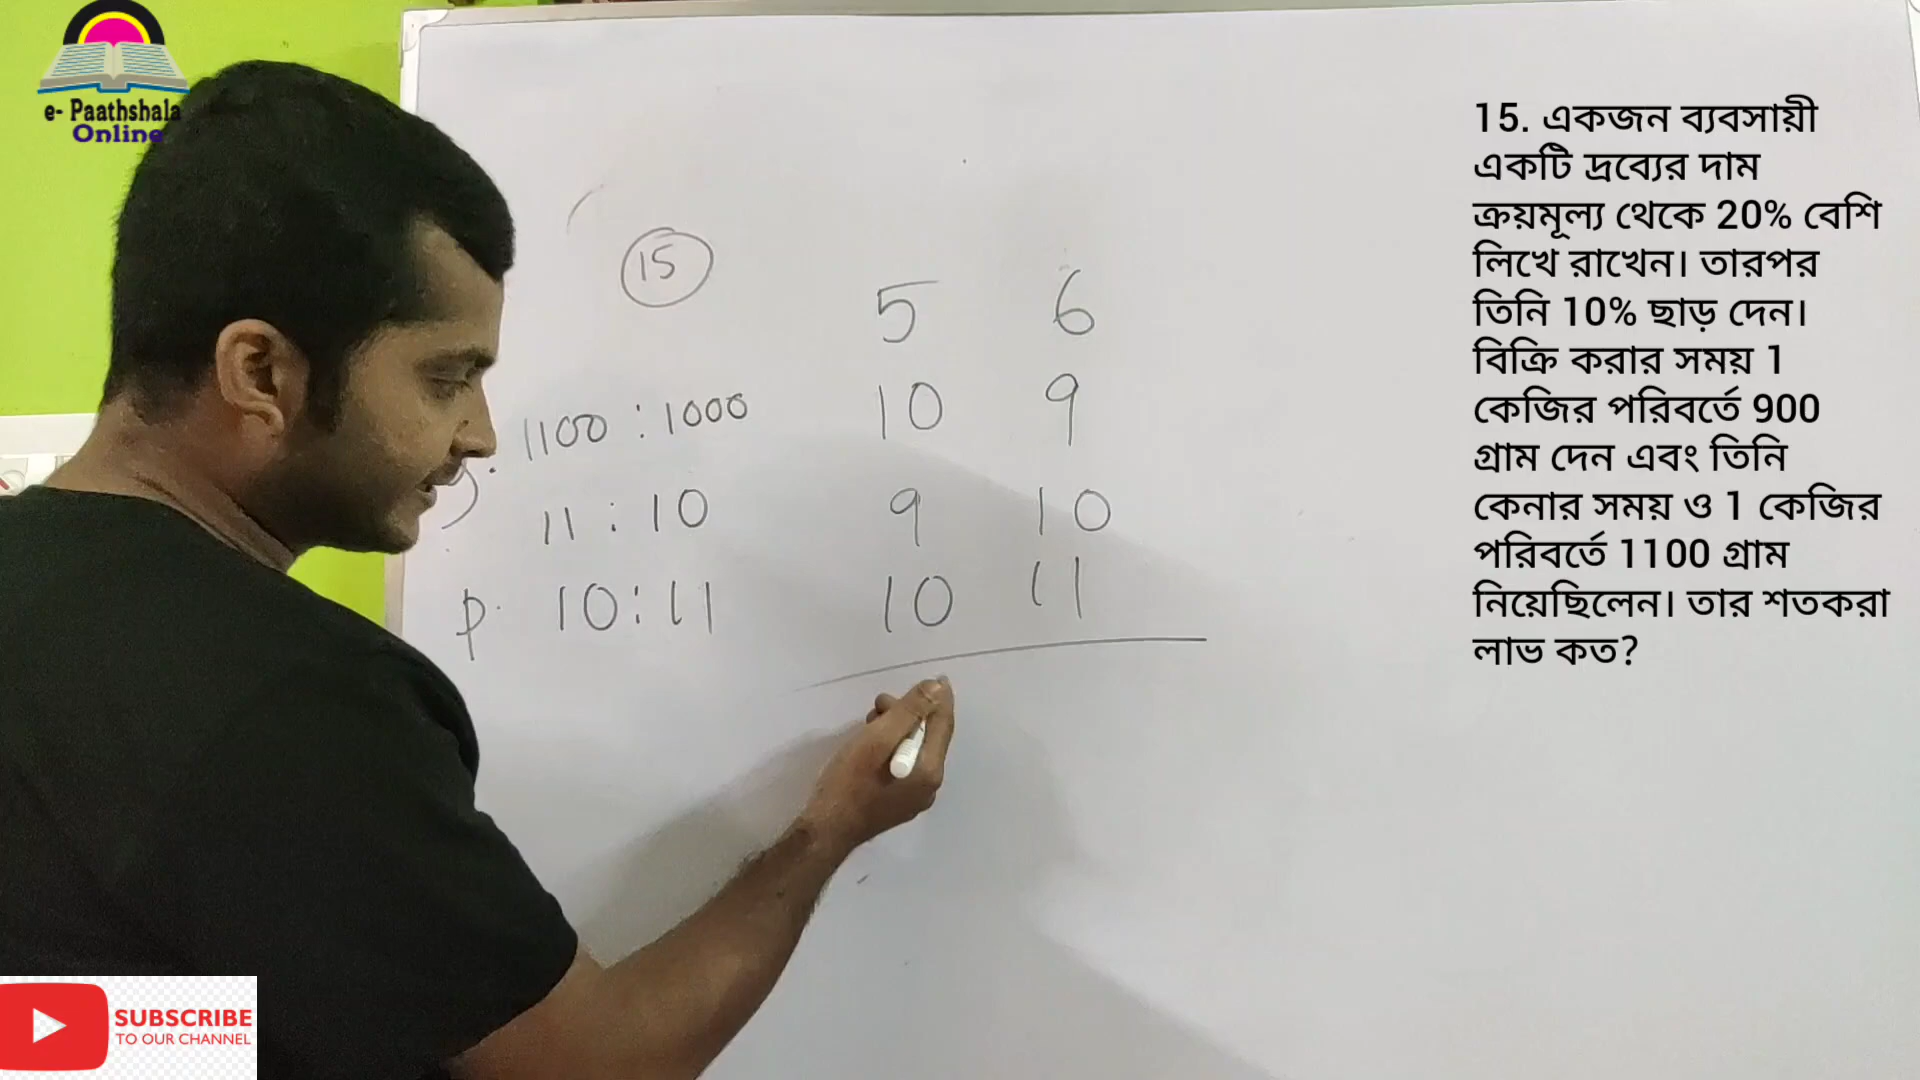 e- Paathshala
Online
15
5 6
1100 : 1000 10 9
11 : 10 9 10
p. 10 : 11 10 11
15. একজন ব্যবসায়ী
একটি দ্রব্যের দাম
ক্রয়মূল্য থেকে 20% বেশি
লিখে রাখেন। তারপর
তিনি 10% ছাড় দেন।
বিক্রি করার সময় 1
কেজির পরিবর্তে 900
গ্রাম দেন এবং তিনি
কেনার সময় ও 1 কেজির
পরিবর্তে 1100 গ্রাম
নিয়েছিলেন। তার শতকরা
লাভ কত?
SUBSCRIBE
TO OUR CHANNEL